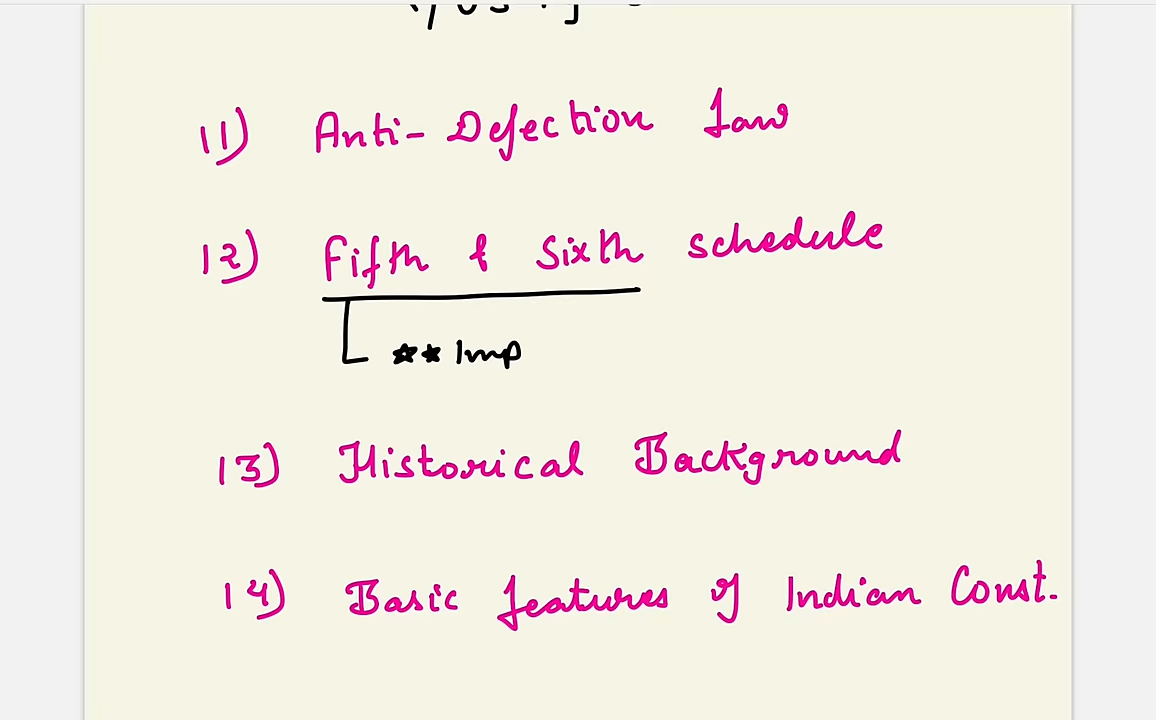 11) Anti-Defection Law
12) Fifth & Sixth schedule
** Imp
13) Historical Background
14) Basic features of Indian Const.